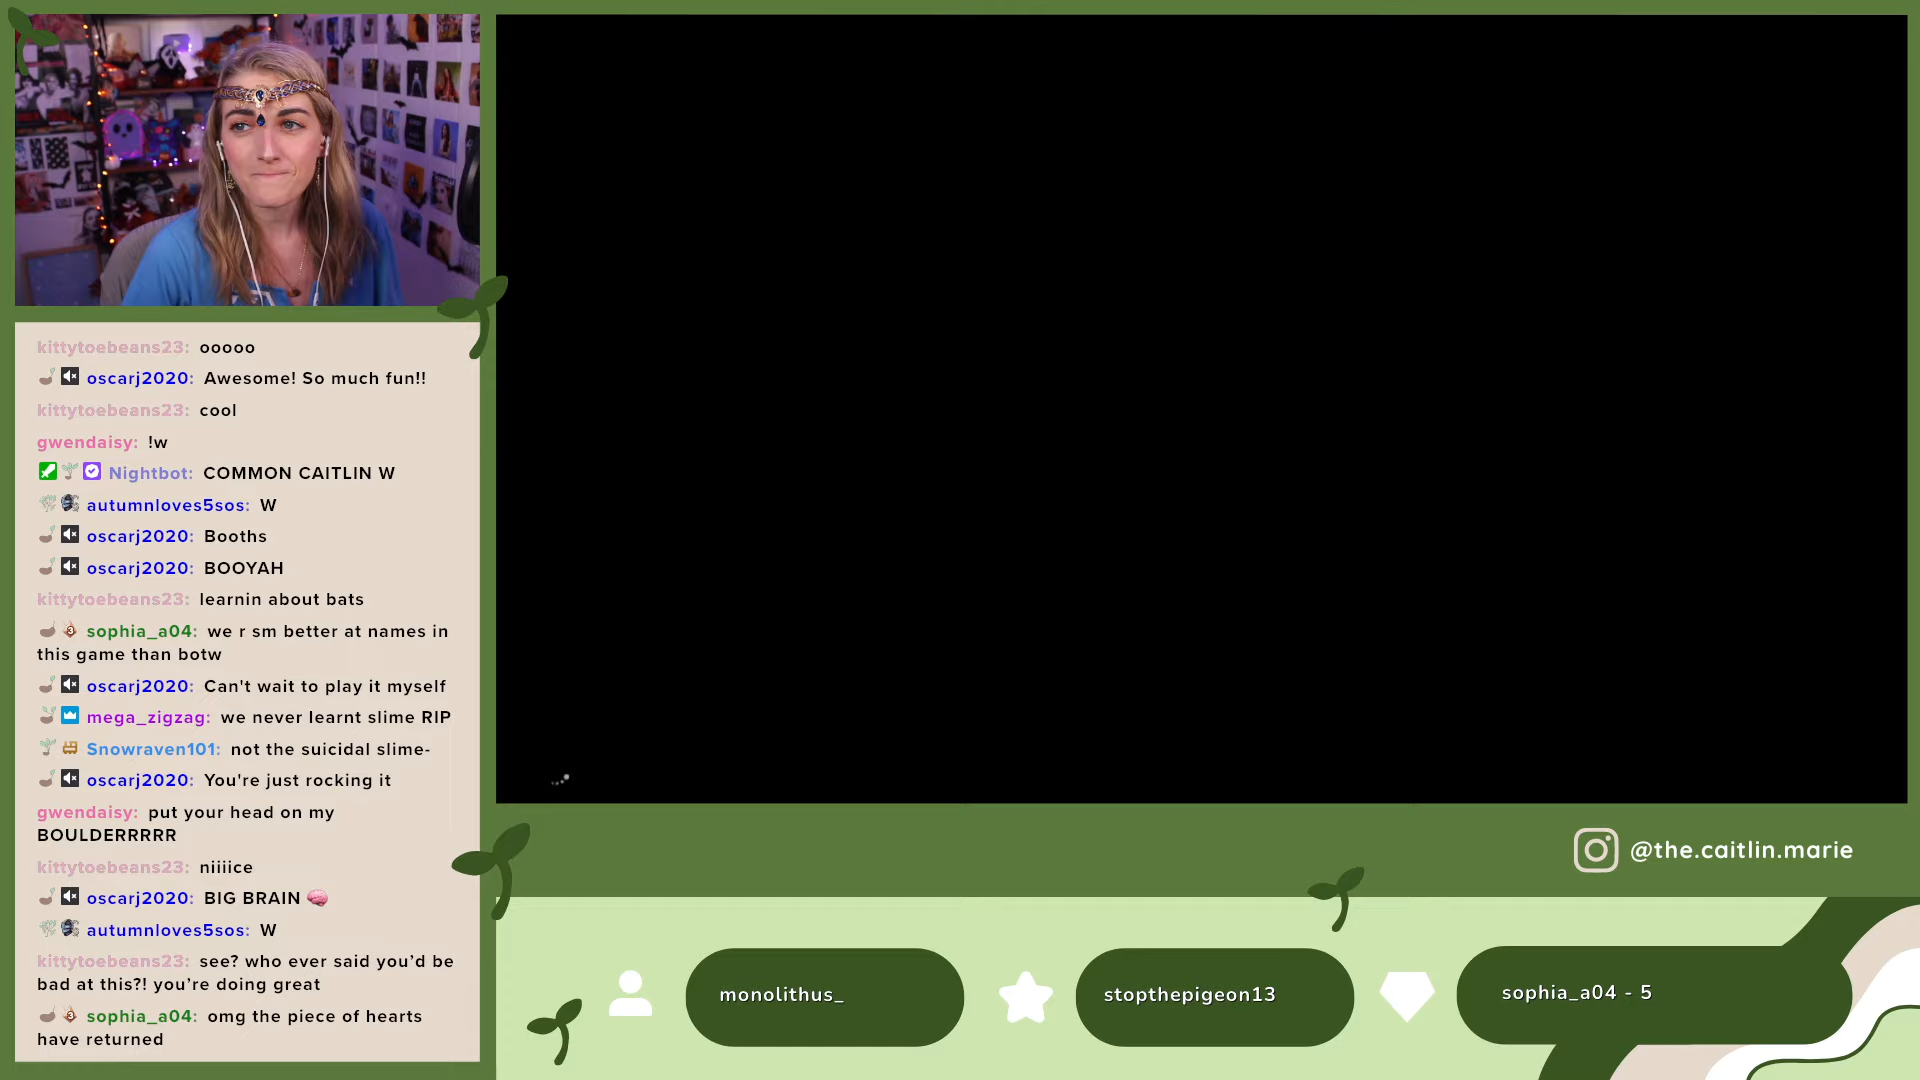 kittytoebeans23: ooooo
oscarj2020: Awesome! So much fun!!
kittytoebeans23: cool
gwendaisy: !w
Nightbot: COMMON CAITLIN W
autumnloves5sos: W
oscarj2020: Booths
oscarj2020: BOOYAH
kittytoebeans23: learnin about bats
sophia_a04: we r sm better at names in
this game than botw
oscarj2020: Can't wait to play it myself
mega_zigzag: we never learnt slime RIP
Snowraven101: not the suicidal slime-
oscarj2020: You're just rocking it
gwendaisy: put your head on my
BOULDERRRRR
kittytoebeans23: niiiice
oscarj2020: BIG BRAIN 🧠
autumnloves5sos: W
kittytoebeans23: see? who ever said you’d be
bad at this?! you’re doing great
sophia_a04: omg the piece of hearts
have returned
@the.caitlin.marie
monolithus_
stopthepigeon13
sophia_a04 - 5